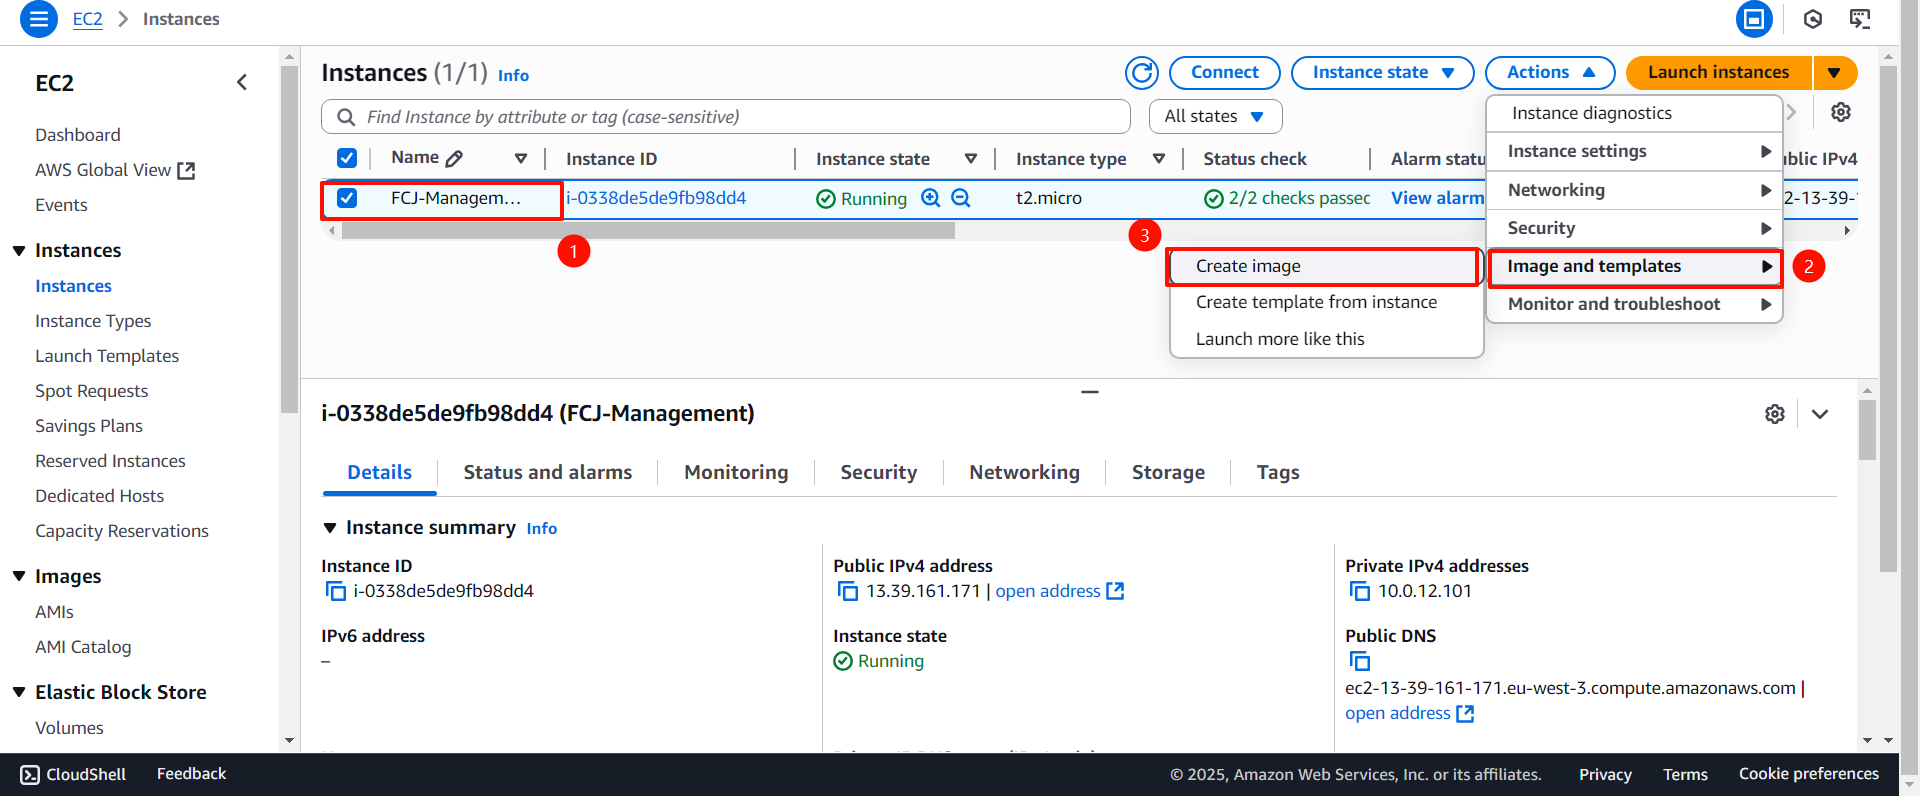 EC2 > Instances
EC2
Dashboard
AWS Global View
Events
Instances
Instances
Instance Types
Launch Templates
Spot Requests
Savings Plans
Reserved Instances
Dedicated Hosts
Capacity Reservations
Images
AMIs
AMI Catalog
Elastic Block Store
Volumes
Instances (1/1) Info
Connect
Instance state
Actions
Launch instances
Find Instance by attribute or tag (case-sensitive)
All states
Name
Instance ID
Instance state
Instance type
Status check
Alarm statu
blic IPv4
FCJ-Managem...
i-0338de5de9fb98dd4
Running
t2.micro
2/2 checks passec
View alarm
2-13-39-
1
3
2
Instance diagnostics
Instance settings
Networking
Security
Image and templates
Monitor and troubleshoot
Create image
Create template from instance
Launch more like this
i-0338de5de9fb98dd4 (FCJ-Management)
Details
Status and alarms
Monitoring
Security
Networking
Storage
Tags
Instance summary Info
Instance ID
i-0338de5de9fb98dd4
Public IPv4 address
13.39.161.171 | open address
Private IPv4 addresses
10.0.12.101
IPv6 address
–
Instance state
Running
Public DNS
ec2-13-39-161-171.eu-west-3.compute.amazonaws.com |
open address
CloudShell
Feedback
© 2025, Amazon Web Services, Inc. or its affiliates.
Privacy
Terms
Cookie preferences